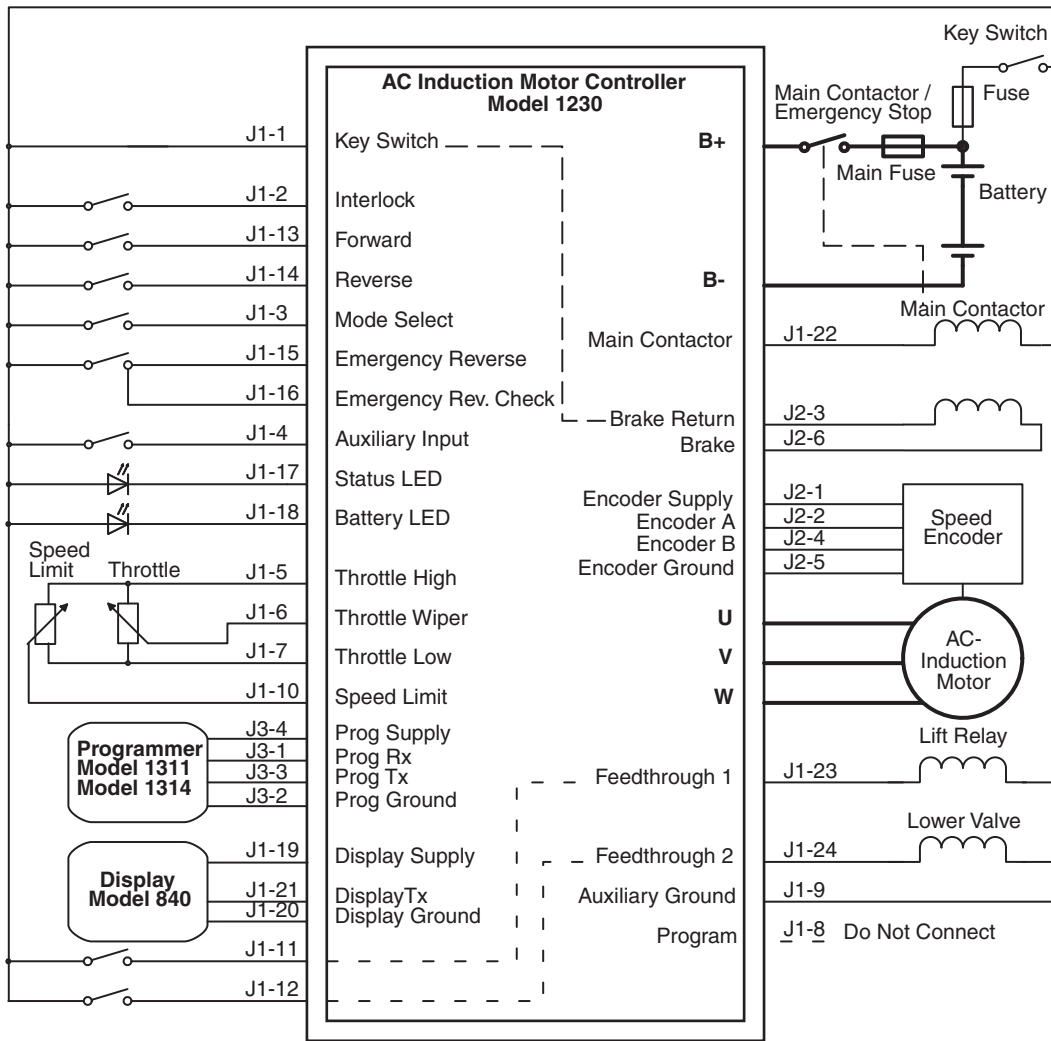 Key Switch
AC Induction Motor Controller
Model 1230
Main Contactor /
Emergency Stop
Fuse
Main Fuse
Battery
J1-1
Key Switch
B+
J1-2
Interlock
J1-13
Forward
J1-14
Reverse
B-
J1-3
Mode Select
Main Contactor
J1-22
Main Contactor
J1-15
Emergency Reverse
J1-16
Emergency Rev. Check
Brake Return
J2-3
J1-4
Auxiliary Input
Brake
J2-6
J1-17
Status LED
J1-18
Battery LED
Encoder Supply
J2-1
Encoder A
J2-2
Encoder B
J2-4
Encoder Ground
J2-5
Speed
Encoder
Speed
Limit
Throttle
J1-5
Throttle High
J1-6
Throttle Wiper
U
J1-7
Throttle Low
V
J1-10
Speed Limit
W
AC-
Induction
Motor
Programmer
Model 1311
Model 1314
J3-4
Prog Supply
J3-1
Prog Rx
J3-3
Prog Tx
J3-2
Prog Ground
Feedthrough 1
J1-23
Lift Relay
Display
Model 840
J1-19
Display Supply
J1-21
DisplayTx
J1-20
Display Ground
Feedthrough 2
J1-24
Lower Valve
Auxiliary Ground
J1-9
Program
J1-8
Do Not Connect
J1-11
J1-12